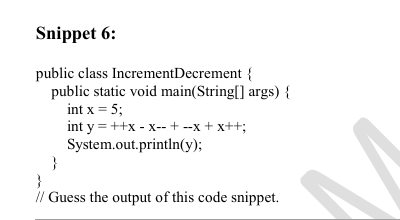 Snippet 6:
public class IncrementDecrement {
public static void main(String[] args) {
int x = 5;
int y = ++x - x-- + --x + x++;
System.out.println(y);
}
}
// Guess the output of this code snippet.